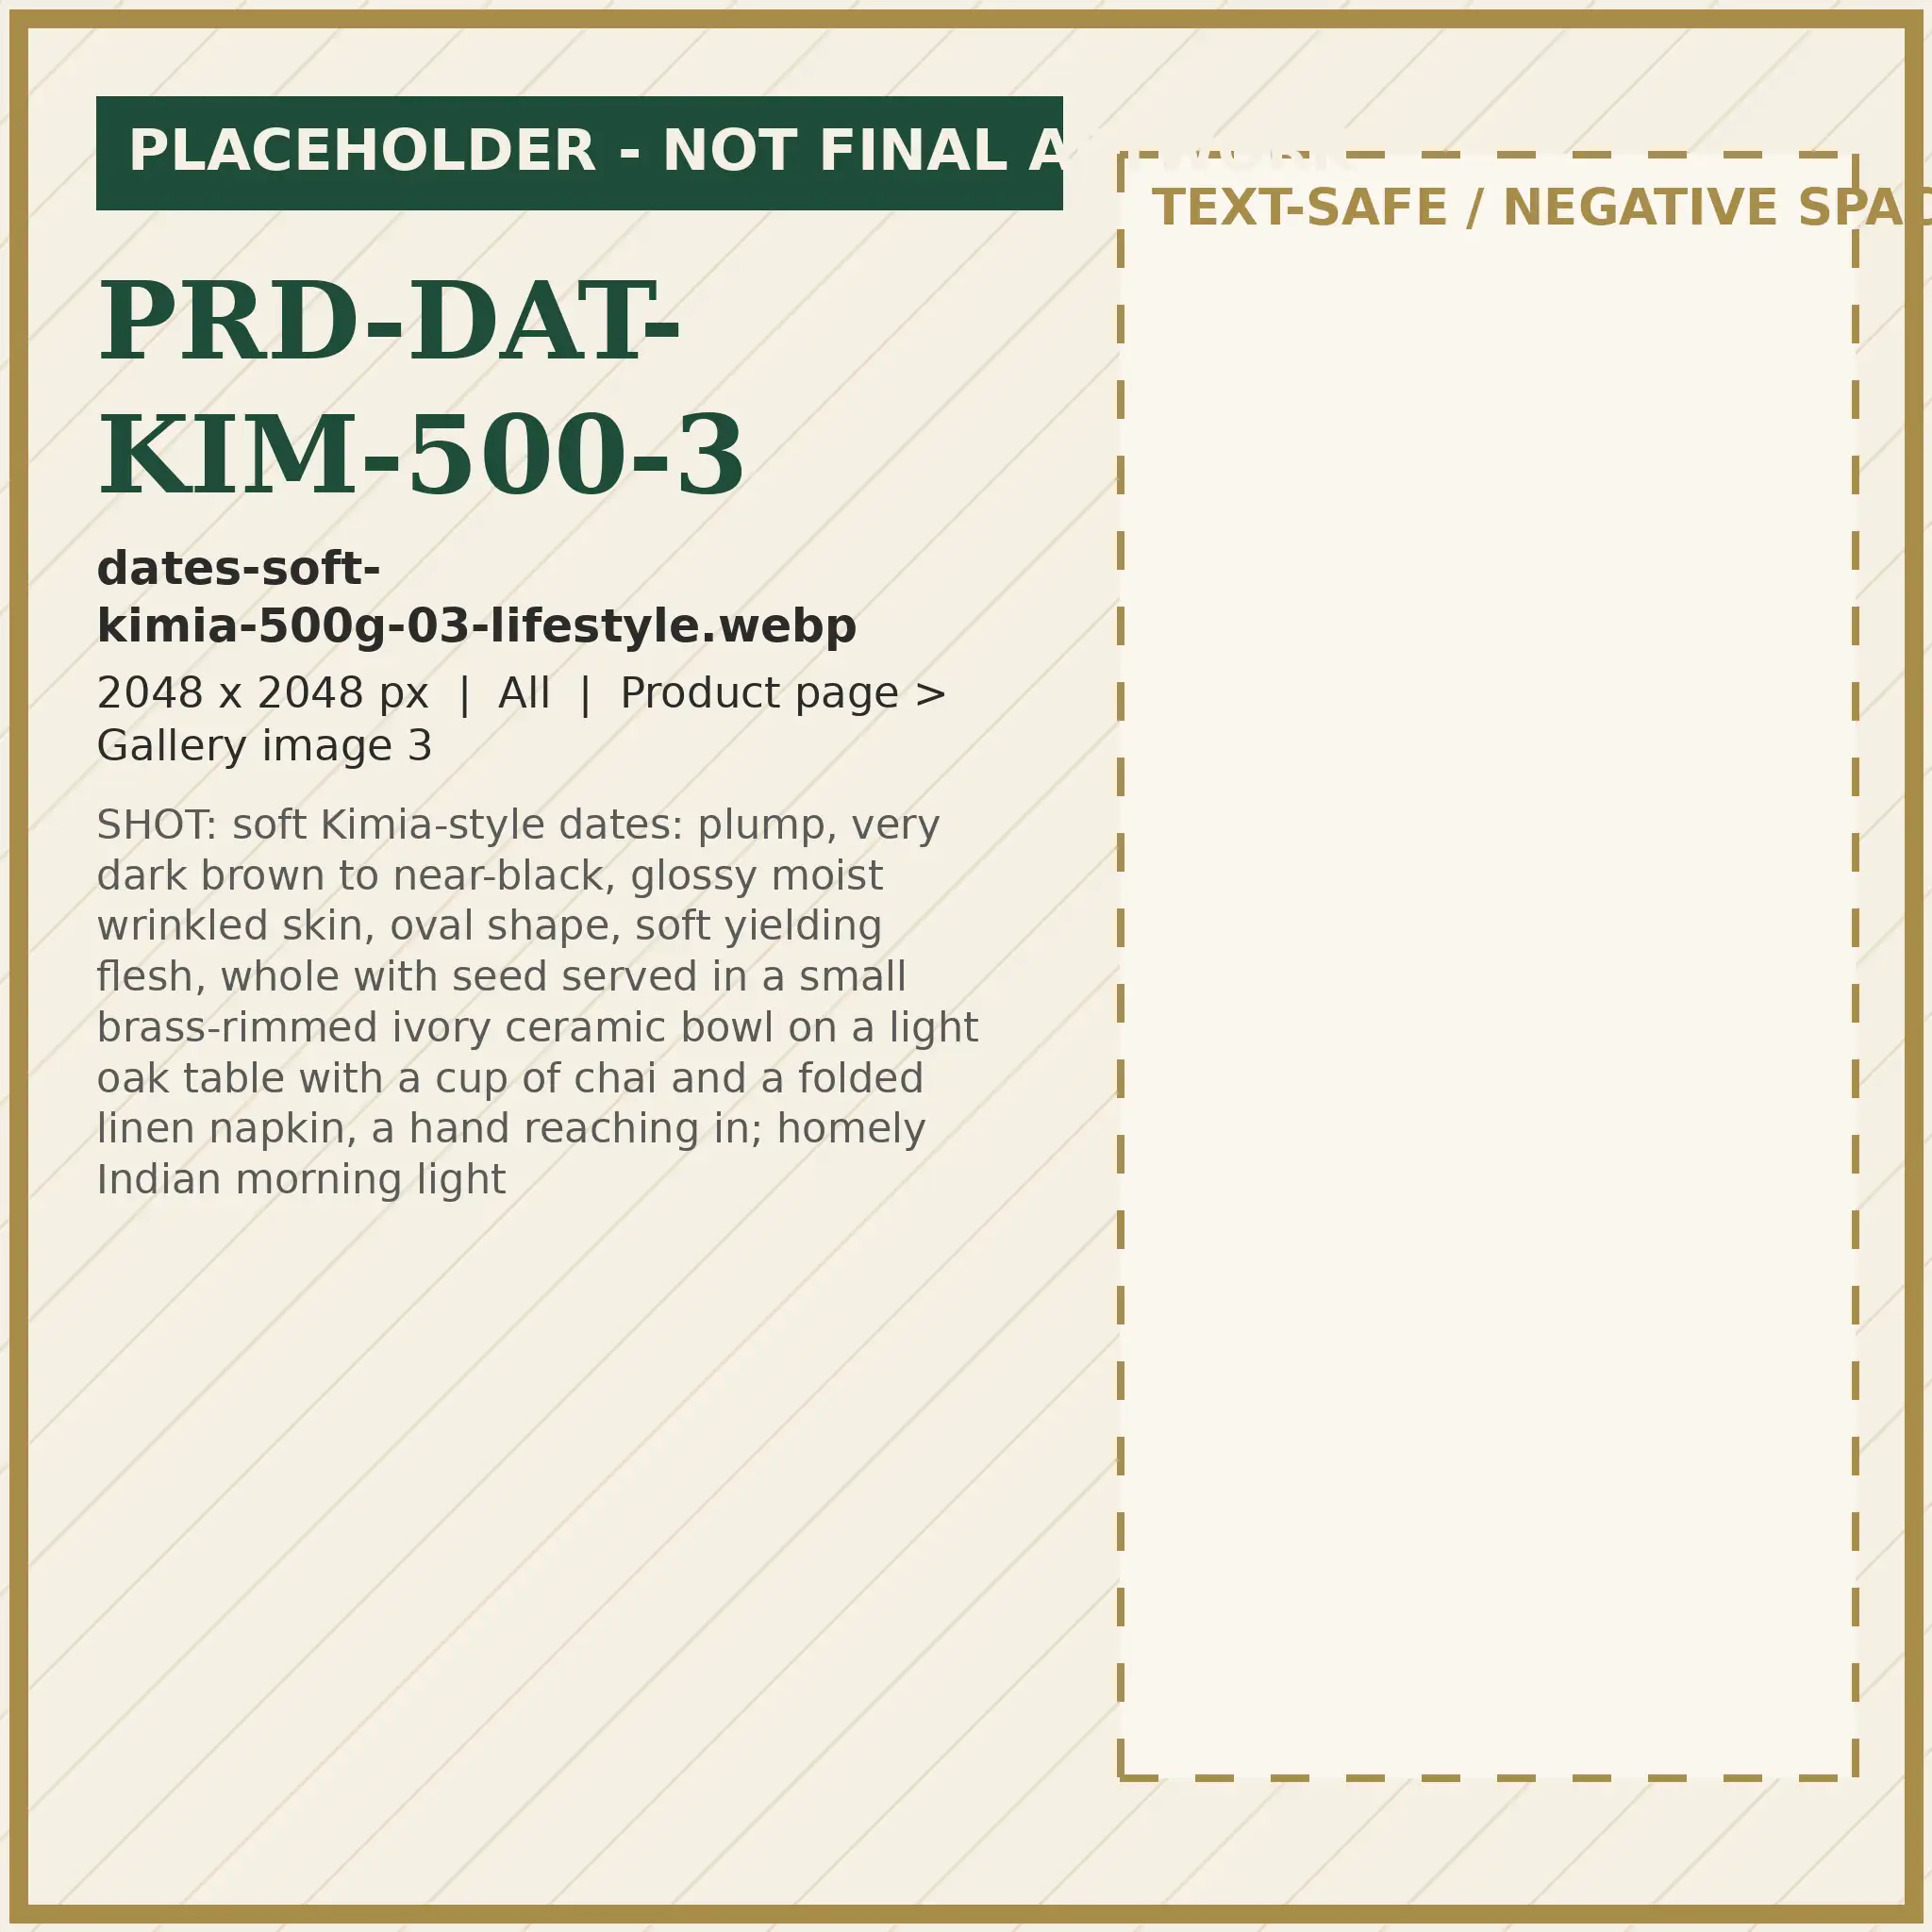 PLACEHOLDER - NOT FINAL ARTWORK
TEXT-SAFE / NEGATIVE SPAC
PRD-DAT-
KIM-500-3
dates-soft-
kimia-500g-03-lifestyle.webp
2048 x 2048 px | All | Product page >
Gallery image 3
SHOT: soft Kimia-style dates: plump, very
dark brown to near-black, glossy moist
wrinkled skin, oval shape, soft yielding
flesh, whole with seed served in a small
brass-rimmed ivory ceramic bowl on a light
oak table with a cup of chai and a folded
linen napkin, a hand reaching in; homely
Indian morning light